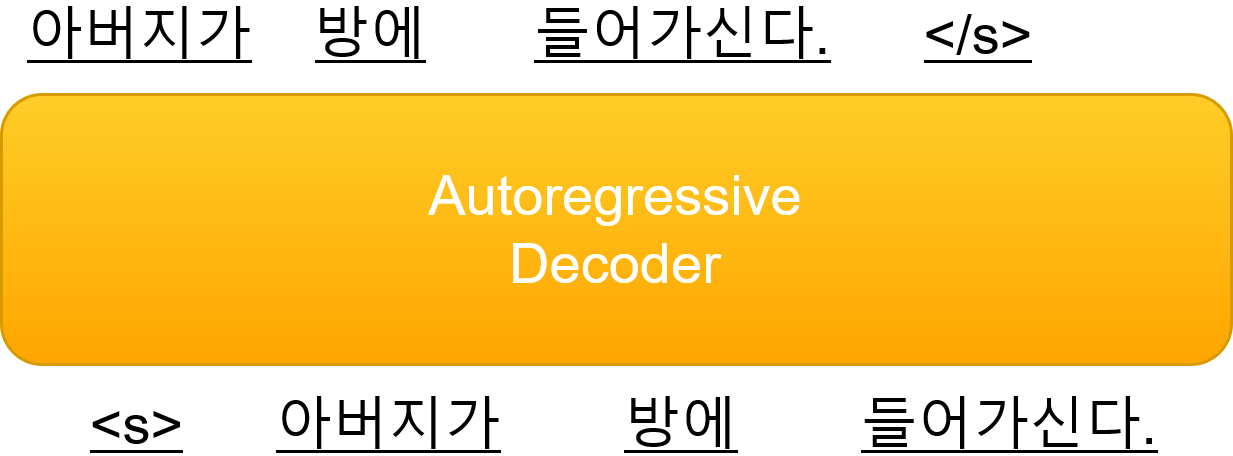 아버지가 방에 들어가신다. </s>
Autoregressive
Decoder
<s> 아버지가 방에 들어가신다.